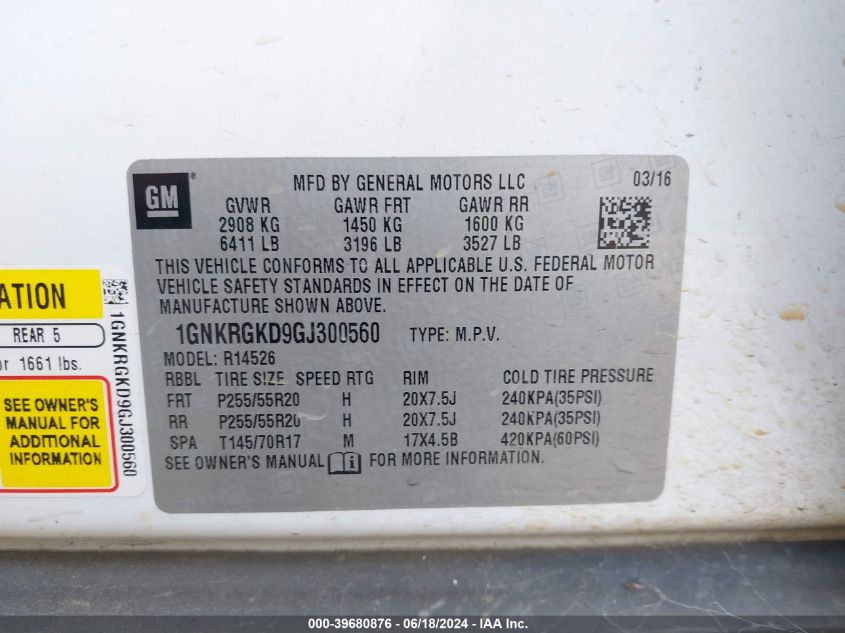 GM ®
MFD BY GENERAL MOTORS LLC 03/16
GVWR GAWR FRT GAWR RR
2908 KG 1450 KG 1600 KG
6411 LB 3196 LB 3527 LB
THIS VEHICLE CONFORMS TO ALL APPLICABLE U.S. FEDERAL MOTOR
VEHICLE SAFETY STANDARDS IN EFFECT ON THE DATE OF
MANUFACTURE SHOWN ABOVE.
1GNKRGKD9GJ300560 TYPE: M.P.V.
MODEL: R14526
RBBL TIRE SIZE SPEED RTG RIM COLD TIRE PRESSURE
FRT P255/55R20 H 20X7.5J 240KPA(35PSI)
RR P255/55R20 H 20X7.5J 240KPA(35PSI)
SPA T145/70R17 M 17X4.5B 420KPA(60PSI)
SEE OWNER'S MANUAL i FOR MORE INFORMATION.
ATION
REAR 5
or 1661 lbs.
SEE OWNER'S
MANUAL FOR
ADDITIONAL
INFORMATION
1GNKRGKD9GJ300560
000-39680876 - 06/18/2024 - IAA Inc.